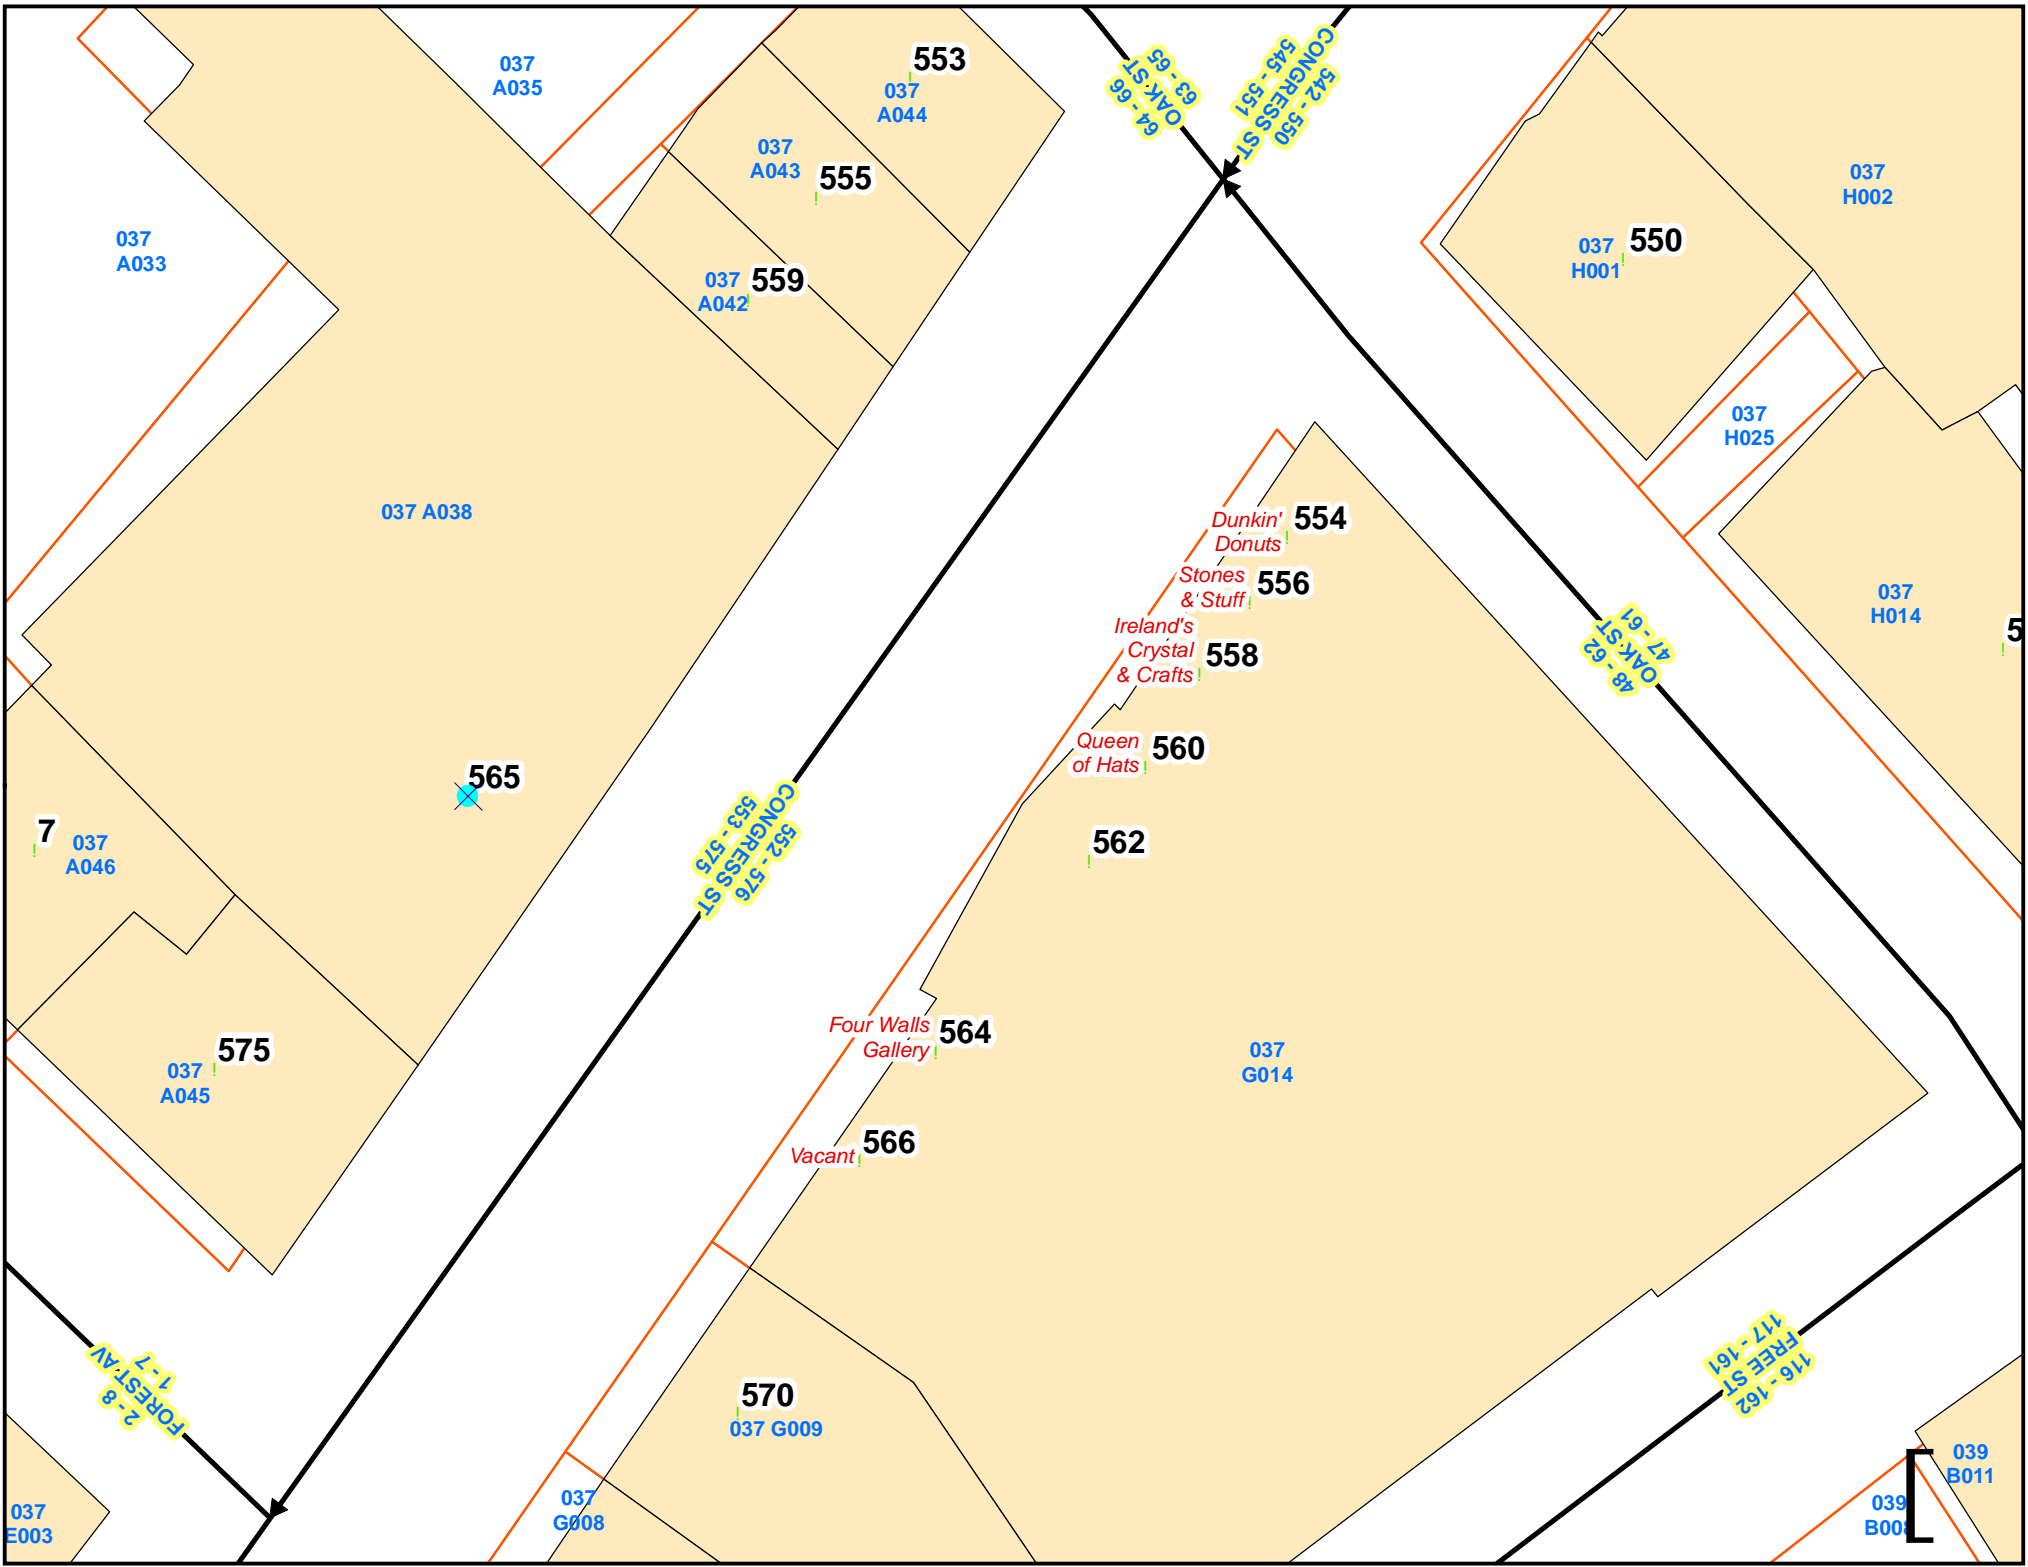 037
A035
553
037
A044
64 - 66
OAK ST
63 - 65
545 - 551
CONGRESS ST
542 - 550
037
A043
555
037
H002
037
A033
037
H001
550
037
A042
559
037
H025
037 A038
Dunkin'
Donuts
554
Stones
& Stuff
556
Ireland's
Crystal
& Crafts
558
037
H014
5
48 - 62
OAK ST
47 - 61
Queen
of Hats
560
565
553 - 575
CONGRESS ST
552 - 576
7
037
A046
562
Four Walls
Gallery
564
037
G014
575
037
A045
Vacant
566
2 - 8
FOREST AV
1 - 7
117 - 161
FREE ST
116 - 162
570
037 G009
037
G008
037
E003
039
B011
039
B008
[